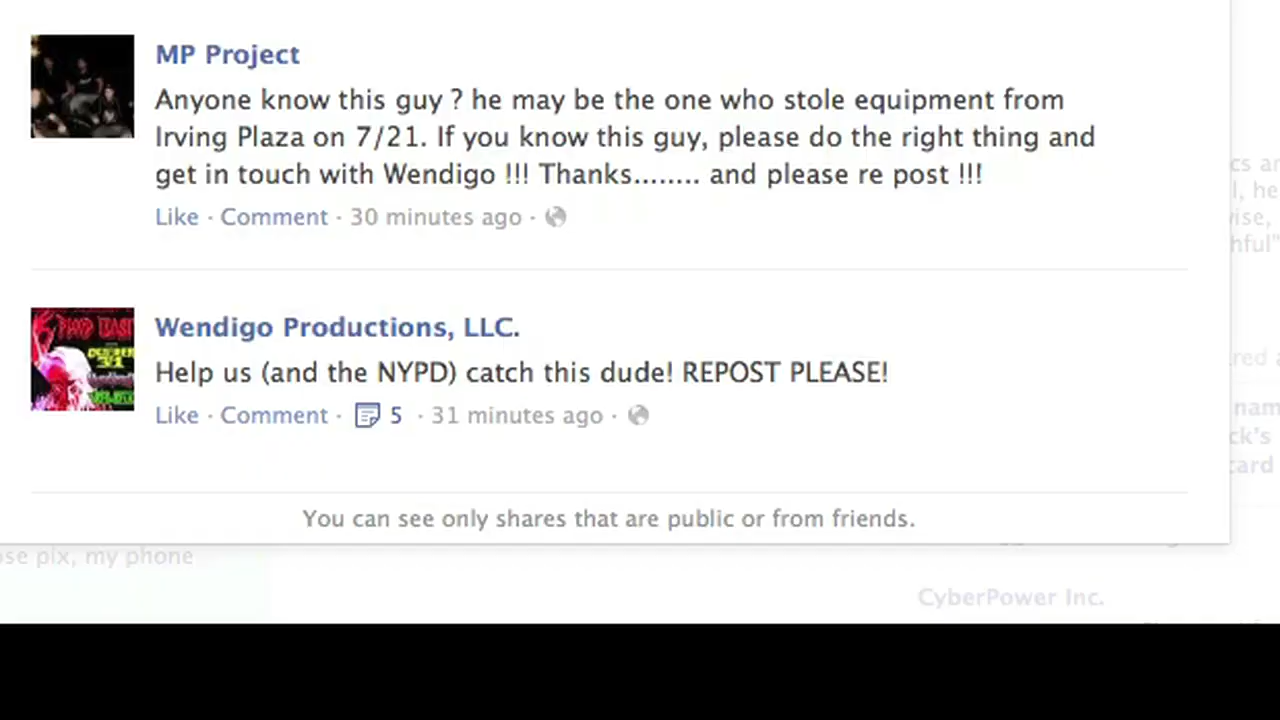 MP Project
Anyone know this guy ? he may be the one who stole equipment from
Irving Plaza on 7/21. If you know this guy, please do the right thing and
get in touch with Wendigo !!! Thanks........ and please re post !!!
Like · Comment · 30 minutes ago ·
Wendigo Productions, LLC.
Help us (and the NYPD) catch this dude! REPOST PLEASE!
Like · Comment · 5 · 31 minutes ago ·
You can see only shares that are public or from friends.
pix, my phone
CyberPower Inc.